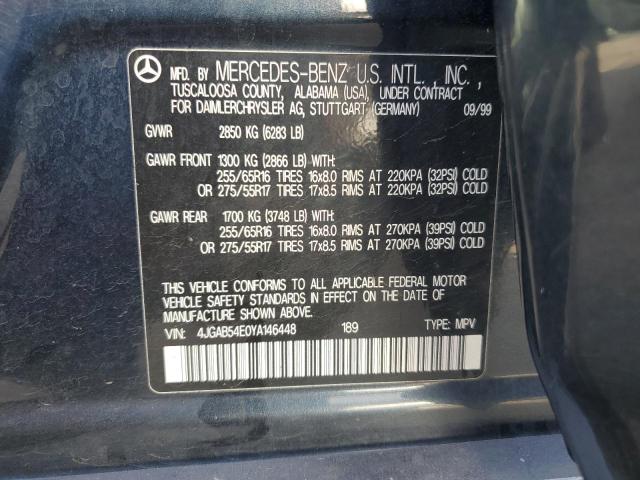 MFD. BY MERCEDES-BENZ U.S. INTL. , INC. ,
TUSCALOOSA COUNTY, ALABAMA (USA), UNDER CONTRACT
FOR DAIMLERCHRYSLER AG, STUTTGART (GERMANY) 09/99
GVWR 2850 KG (6283 LB)
GAWR FRONT 1300 KG (2866 LB) WITH:
255/65R16 TIRES 16x8.0 RIMS AT 220KPA (32PSI) COLD
OR 275/55R17 TIRES 17x8.5 RIMS AT 220KPA (32PSI) COLD
GAWR REAR 1700 KG (3748 LB) WITH:
255/65R16 TIRES 16x8.0 RIMS AT 270KPA (39PSI) COLD
OR 275/55R17 TIRES 17x8.5 RIMS AT 270KPA (39PSI) COLD
THIS VEHICLE CONFORMS TO ALL APPLICABLE FEDERAL MOTOR
VEHICLE SAFETY STANDARDS IN EFFECT ON THE DATE OF
MANUFACTURE SHOWN ABOVE.
VIN: 4JGAB54E0YA146448 189 TYPE: MPV